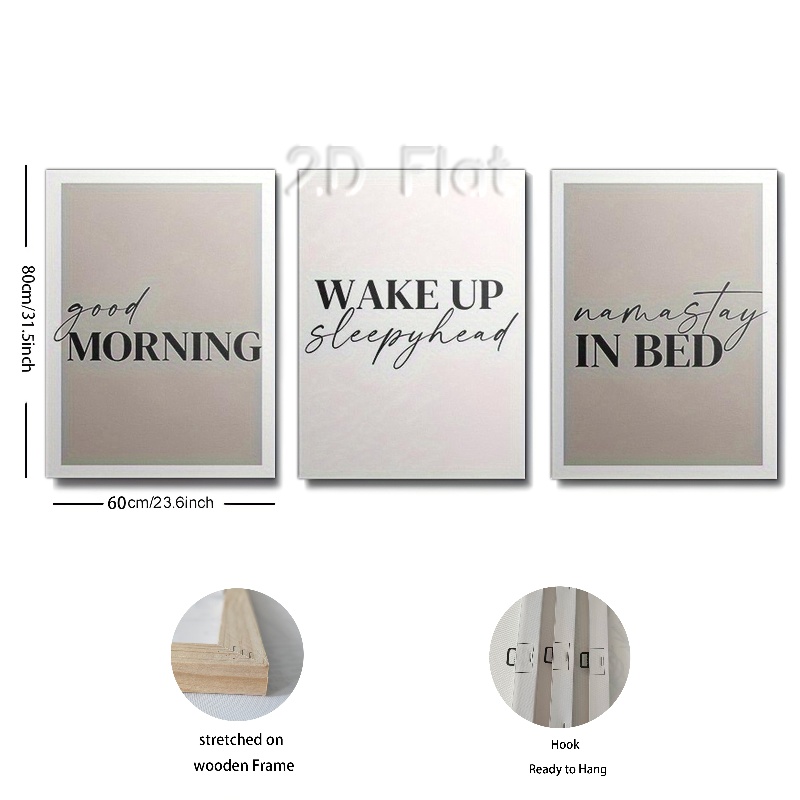 2D Flat
good
MORNING
WAKE UP
sleepyhead
namastay
IN BED
80cm/31.5inch
60cm/23.6inch
stretched on
wooden Frame
Hook
Ready to Hang